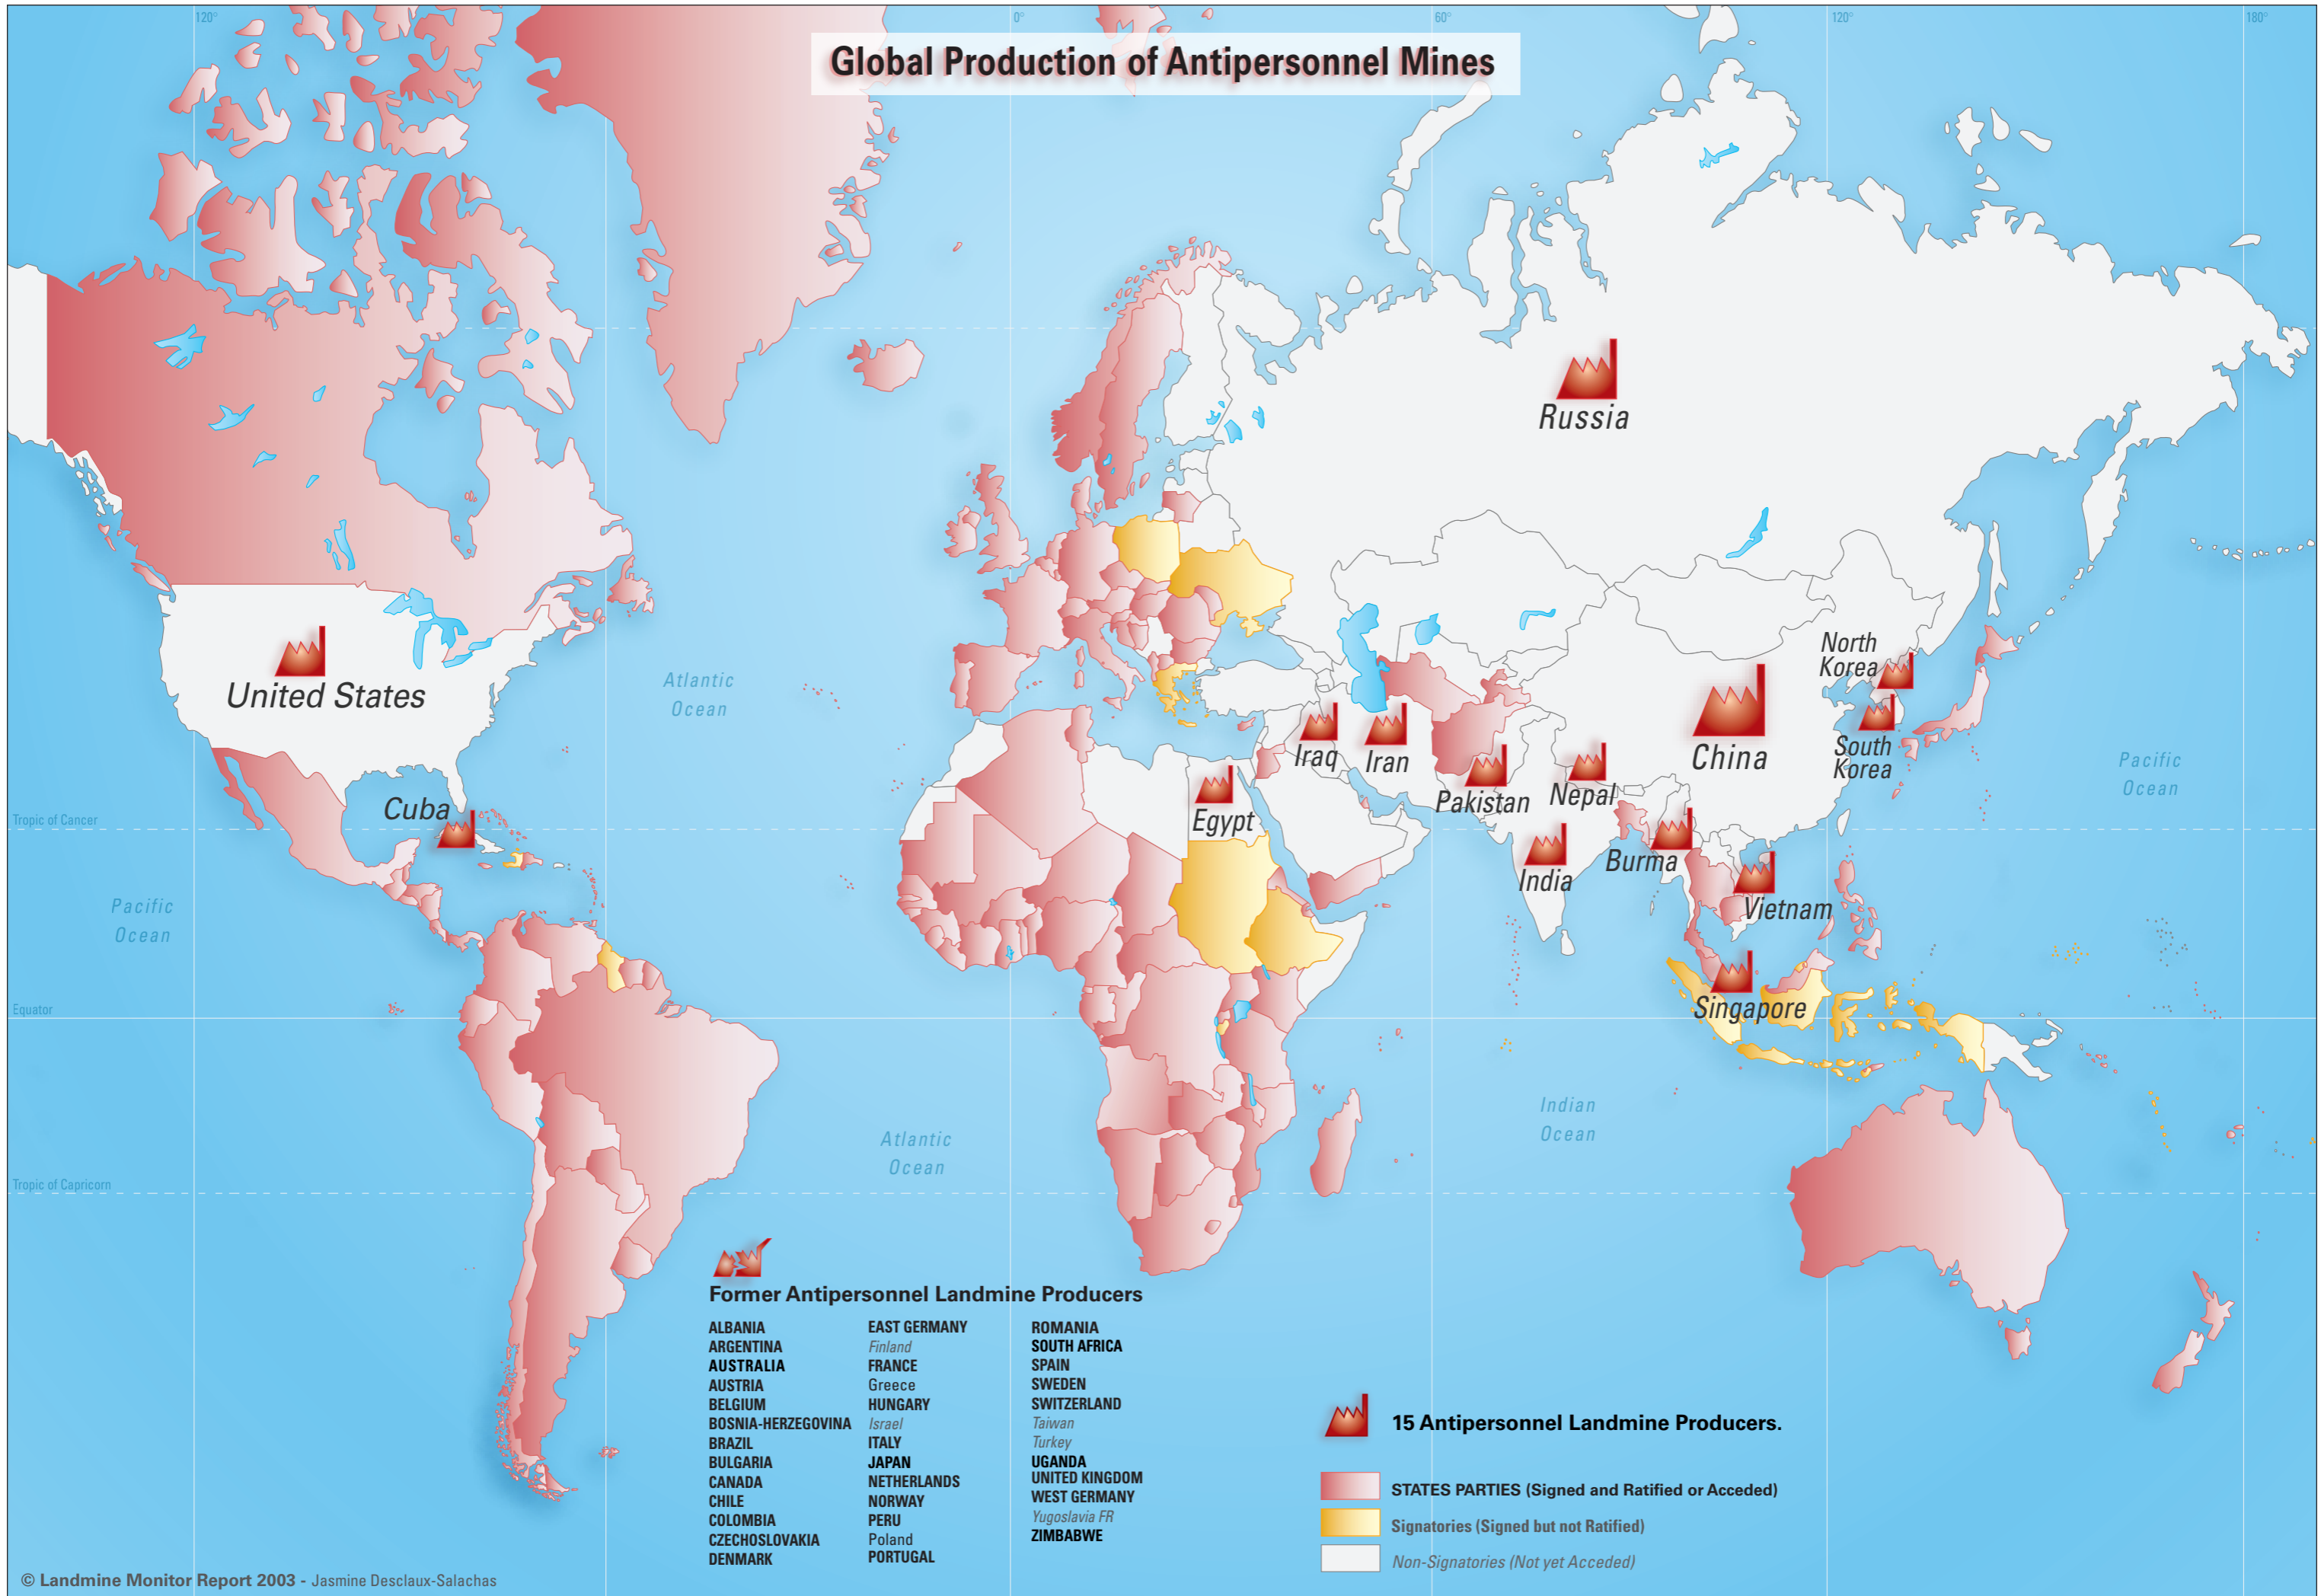 120°
0°
60°
120°
180°
Global Production of Antipersonnel Mines
Russia
United States
North
Korea
China
South
Korea
Iraq
Iran
Pakistan
Nepal
Egypt
Cuba
India
Burma
Vietnam
Singapore
Atlantic
Ocean
Pacific
Ocean
Tropic of Cancer
Pacific
Ocean
Equator
Indian
Ocean
Atlantic
Ocean
Tropic of Capricorn
Former Antipersonnel Landmine Producers
ALBANIA
ARGENTINA
AUSTRALIA
AUSTRIA
BELGIUM
BOSNIA-HERZEGOVINA
BRAZIL
BULGARIA
CANADA
CHILE
COLOMBIA
CZECHOSLOVAKIA
DENMARK
EAST GERMANY
Finland
FRANCE
Greece
HUNGARY
Israel
ITALY
JAPAN
NETHERLANDS
NORWAY
PERU
Poland
PORTUGAL
ROMANIA
SOUTH AFRICA
SPAIN
SWEDEN
SWITZERLAND
Taiwan
Turkey
UGANDA
UNITED KINGDOM
WEST GERMANY
Yugoslavia FR
ZIMBABWE
15 Antipersonnel Landmine Producers.
STATES PARTIES (Signed and Ratified or Acceded)
Signatories (Signed but not Ratified)
Non-Signatories (Not yet Acceded)
© Landmine Monitor Report 2003 - Jasmine Desclaux-Salachas